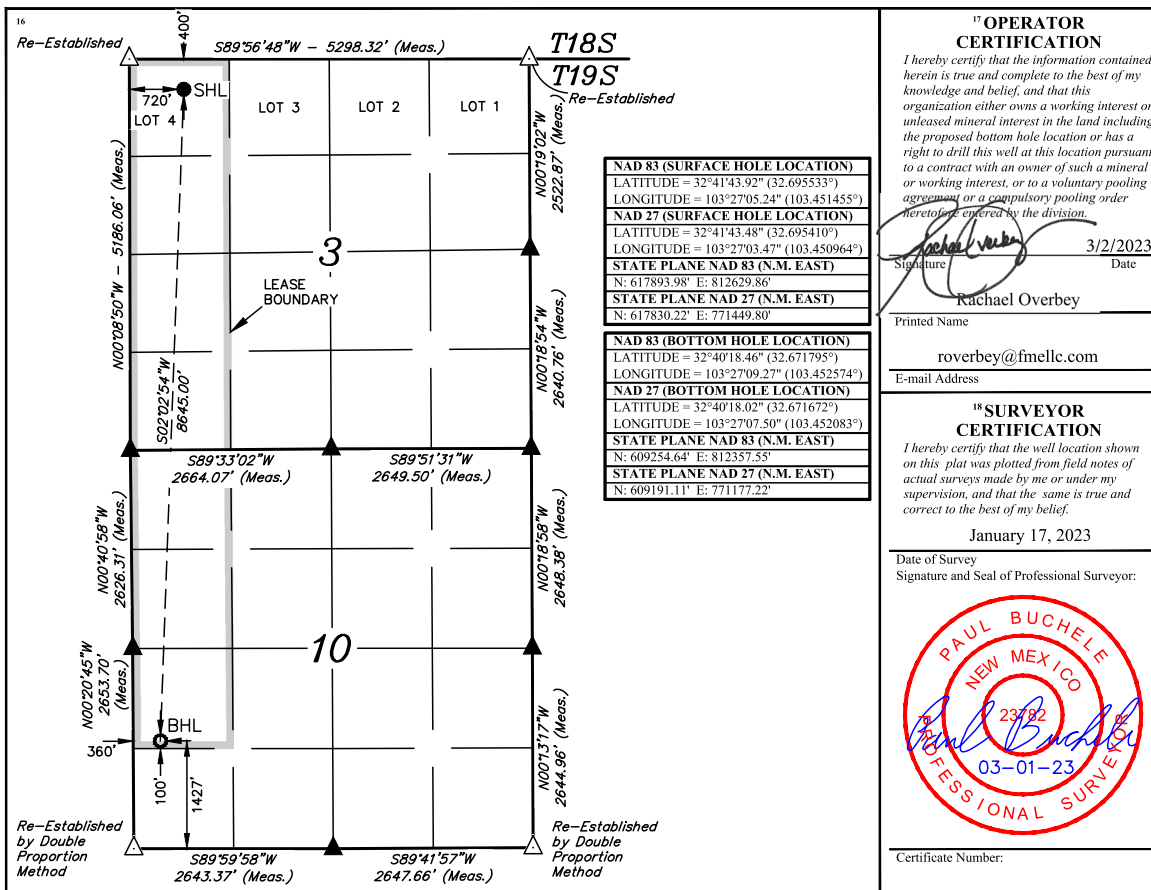 16
Re-Established
400'
S89°56'48"W – 5298.32' (Meas.)
T18S
T19S
Re-Established
720'
SHL
LOT 4
LOT 3
LOT 2
LOT 1
N00°19'02"W
2522.87' (Meas.)
N00°08'50"W – 5186.06' (Meas.)
3
LEASE
BOUNDARY
N00°18'54"W
2640.76' (Meas.)
S02°02'54"W
8645.00'
S89°33'02"W
2664.07' (Meas.)
S89°51'31"W
2649.50' (Meas.)
N00°40'58"W
2626.31' (Meas.)
N00°18'58"W
2648.38' (Meas.)
10
N00°20'45"W
2653.70'
(Meas.)
BHL
360'
100'
1427'
N00°13'17"W
2644.96' (Meas.)
Re-Established
by Double
Proportion
Method
S89°59'58"W
2643.37' (Meas.)
S89°41'57"W
2647.66' (Meas.)
Re-Established
by Double
Proportion
Method
NAD 83 (SURFACE HOLE LOCATION)
LATITUDE = 32°41'43.92" (32.695533°)
LONGITUDE = 103°27'05.24" (103.451455°)
NAD 27 (SURFACE HOLE LOCATION)
LATITUDE = 32°41'43.48" (32.695410°)
LONGITUDE = 103°27'03.47" (103.450964°)
STATE PLANE NAD 83 (N.M. EAST)
N: 617893.98' E: 812629.86'
STATE PLANE NAD 27 (N.M. EAST)
N: 617830.22' E: 771449.80'
NAD 83 (BOTTOM HOLE LOCATION)
LATITUDE = 32°40'18.46" (32.671795°)
LONGITUDE = 103°27'09.27" (103.452574°)
NAD 27 (BOTTOM HOLE LOCATION)
LATITUDE = 32°40'18.02" (32.671672°)
LONGITUDE = 103°27'07.50" (103.452083°)
STATE PLANE NAD 83 (N.M. EAST)
N: 609254.64' E: 812357.55'
STATE PLANE NAD 27 (N.M. EAST)
N: 609191.11' E: 771177.22'
17 OPERATOR
CERTIFICATION
I hereby certify that the information contained
herein is true and complete to the best of my
knowledge and belief, and that this
organization either owns a working interest or
unleased mineral interest in the land including
the proposed bottom hole location or has a
right to drill this well at this location pursuant
to a contract with an owner of such a mineral
or working interest, or to a voluntary pooling
agreement or a compulsory pooling order
heretofore entered by the division.
Rachael Overbey
3/2/2023
Signature
Date
Rachael Overbey
Printed Name
roverbey@fmellc.com
E-mail Address
18 SURVEYOR
CERTIFICATION
I hereby certify that the well location shown
on this plat was plotted from field notes of
actual surveys made by me or under my
supervision, and that the same is true and
correct to the best of my belief.
January 17, 2023
Date of Survey
Signature and Seal of Professional Surveyor:
PAUL BUCHELE
NEW MEXICO
23782
Paul Buchele
03-01-23
PROFESSIONAL SURVEYOR
Certificate Number: